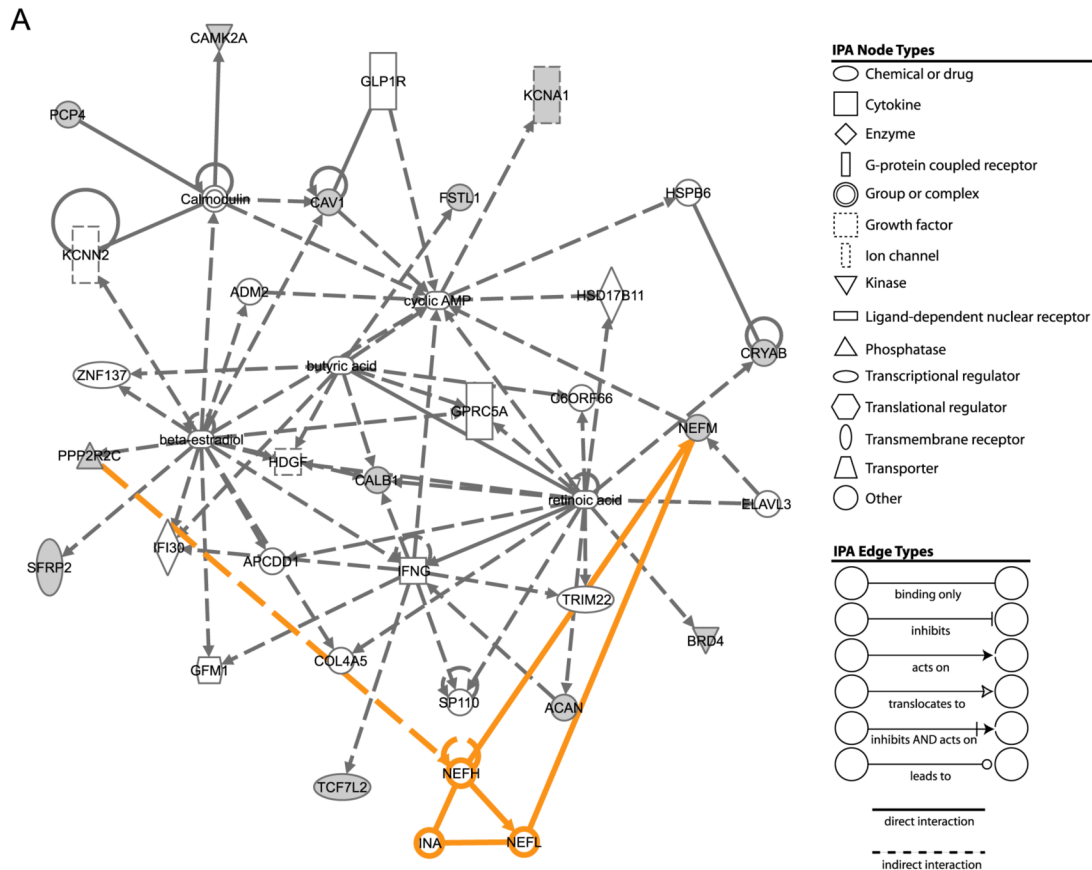 A
CAMK2A
GLP1R
KCNA1
PCP4
Calmodulin
CAV1
FSTL1
HSPB6
KCNN2
ADM2
cyclic AMP
HSD17B11
CRYAB
ZNF137
butyric acid
C6ORF66
GPRC5A
NEFM
beta-estradiol
PPP2R2C
HDGF
CALB1
retinoic acid
ELAVL3
IFI30
APCDD1
IFNG
SFRP2
TRIM22
BRD4
GFM1
COL4A5
SP110
ACAN
TCF7L2
NEFH
INA
NEFL
IPA Node Types
Chemical or drug
Cytokine
Enzyme
G-protein coupled receptor
Group or complex
Growth factor
Ion channel
Kinase
Ligand-dependent nuclear receptor
Phosphatase
Transcriptional regulator
Translational regulator
Transmembrane receptor
Transporter
Other
IPA Edge Types
binding only
inhibits
acts on
translocates to
inhibits AND acts on
leads to
direct interaction
indirect interaction